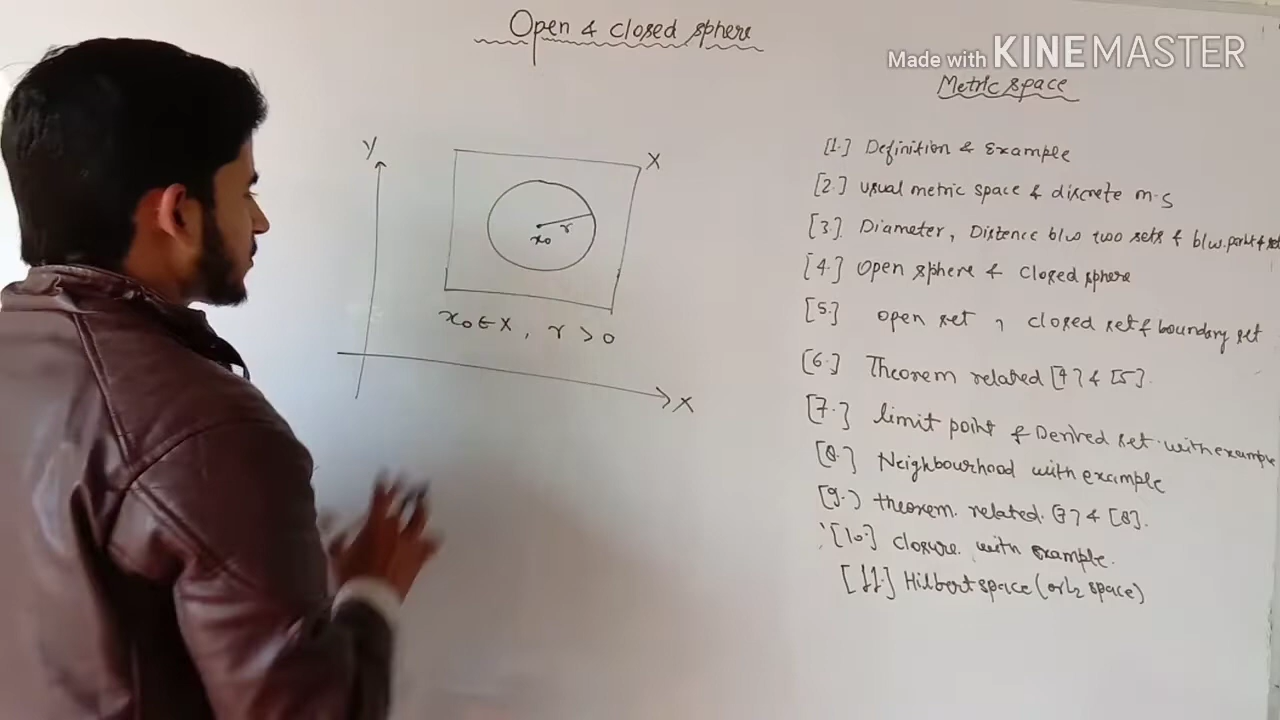 Open & closed sphere
Made with KINEMASTER
Metric space
Y
X
x₀
r
x₀ ∈ X, r > 0
X
[1.] Definition & Example
[2.] usual metric space & discrete m.s
[3.] Diameter, Distence b/w two sets & b/w. point & set
[4.] Open sphere & Closed sphere
[5.] open set, closed set & boundary set
[6.] Theorem related [4] & [5].
[7.] limit point & Derived set. with example
[8.] Neighbourhood with example
[9.) theorem. related. [7] & [8].
[10.] closure. with example.
[11.] Hilbert space (or l₂ space)